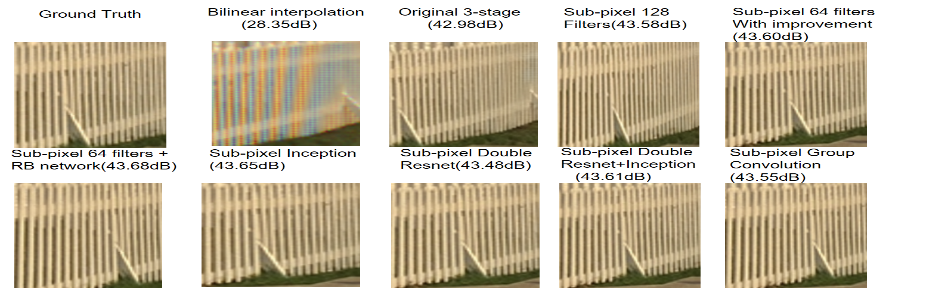 Ground Truth
Bilinear interpolation
(28.35dB)
Original 3-stage
(42.98dB)
Sub-pixel 128
Filters(43.58dB)
Sub-pixel 64 filters
With improvement
(43.60dB)
Sub-pixel 64 filters +
RB network(43.68dB)
Sub-pixel Inception
(43.65dB)
Sub-pixel Double
Resnet(43.48dB)
Sub-pixel Double
Resnet+Inception
(43.61dB)
Sub-pixel Group
Convolution
(43.55dB)